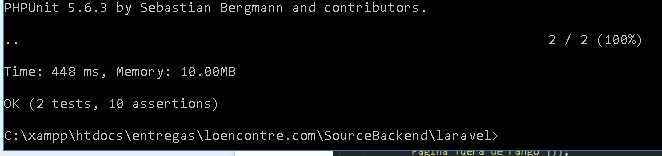 PHPUnit 5.6.3 by Sebastian Bergmann and contributors.
.. 2 / 2 (100%)
Time: 448 ms, Memory: 10.00MB
OK (2 tests, 10 assertions)
C:\xampp\htdocs\entregas\loencontre.com\SourceBackend\laravel>
Pagina fuera de rango